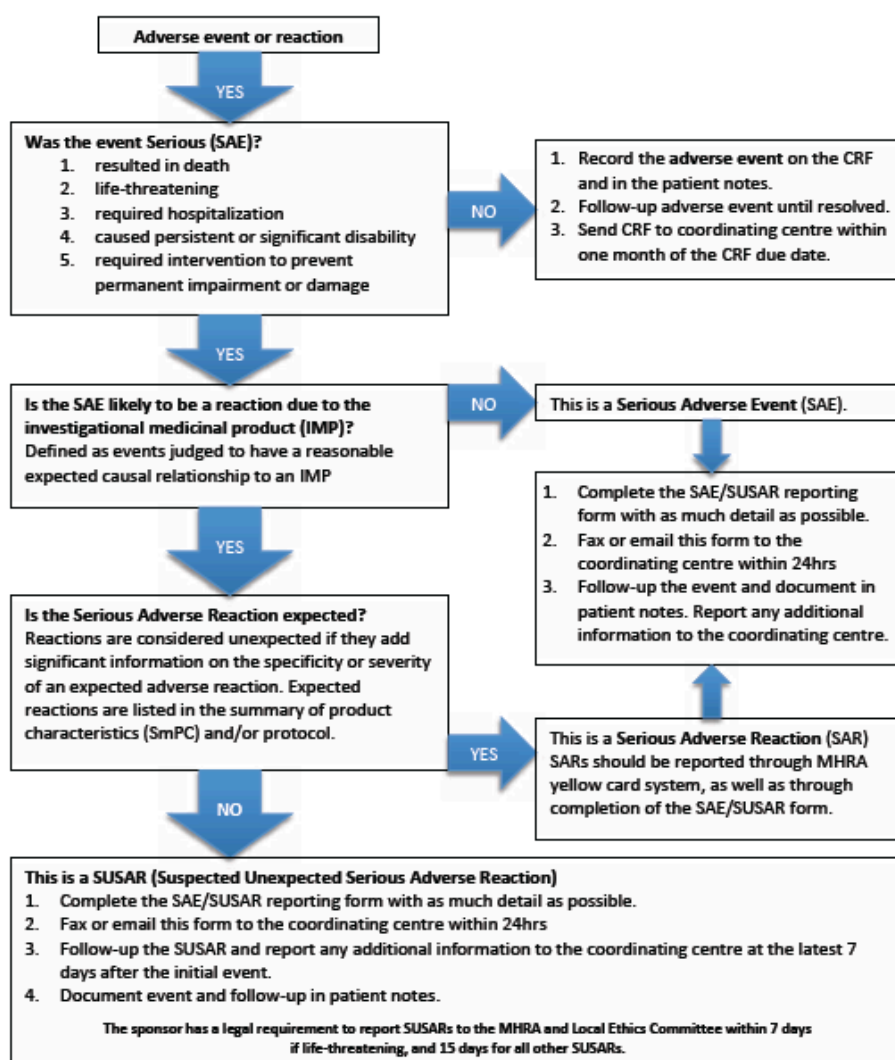 Adverse event or reaction
YES
Was the event Serious (SAE)?
1. resulted in death
2. life-threatening
3. required hospitalization
4. caused persistent or significant disability
5. required intervention to prevent
permanent impairment or damage
NO
1. Record the adverse event on the CRF
and in the patient notes.
2. Follow-up adverse event until resolved.
3. Send CRF to coordinating centre within
one month of the CRF due date.
YES
Is the SAE likely to be a reaction due to the
investigational medicinal product (IMP)?
Defined as events judged to have a reasonable
expected causal relationship to an IMP
NO
This is a Serious Adverse Event (SAE).
1. Complete the SAE/SUSAR reporting
form with as much detail as possible.
2. Fax or email this form to the
coordinating centre within 24hrs
3. Follow-up the event and document in
patient notes. Report any additional
information to the coordinating centre.
YES
Is the Serious Adverse Reaction expected?
Reactions are considered unexpected if they add
significant information on the specificity or severity
of an expected adverse reaction. Expected
reactions are listed in the summary of product
characteristics (SmPC) and/or protocol.
YES
This is a Serious Adverse Reaction (SAR)
SARs should be reported through MHRA
yellow card system, as well as through
completion of the SAE/SUSAR form.
NO
This is a SUSAR (Suspected Unexpected Serious Adverse Reaction)
1. Complete the SAE/SUSAR reporting form with as much detail as possible.
2. Fax or email this form to the coordinating centre within 24hrs
3. Follow-up the SUSAR and report any additional information to the coordinating centre at the latest 7
days after the initial event.
4. Document event and follow-up in patient notes.
The sponsor has a legal requirement to report SUSARs to the MHRA and Local Ethics Committee within 7 days
if life-threatening, and 15 days for all other SUSARs.